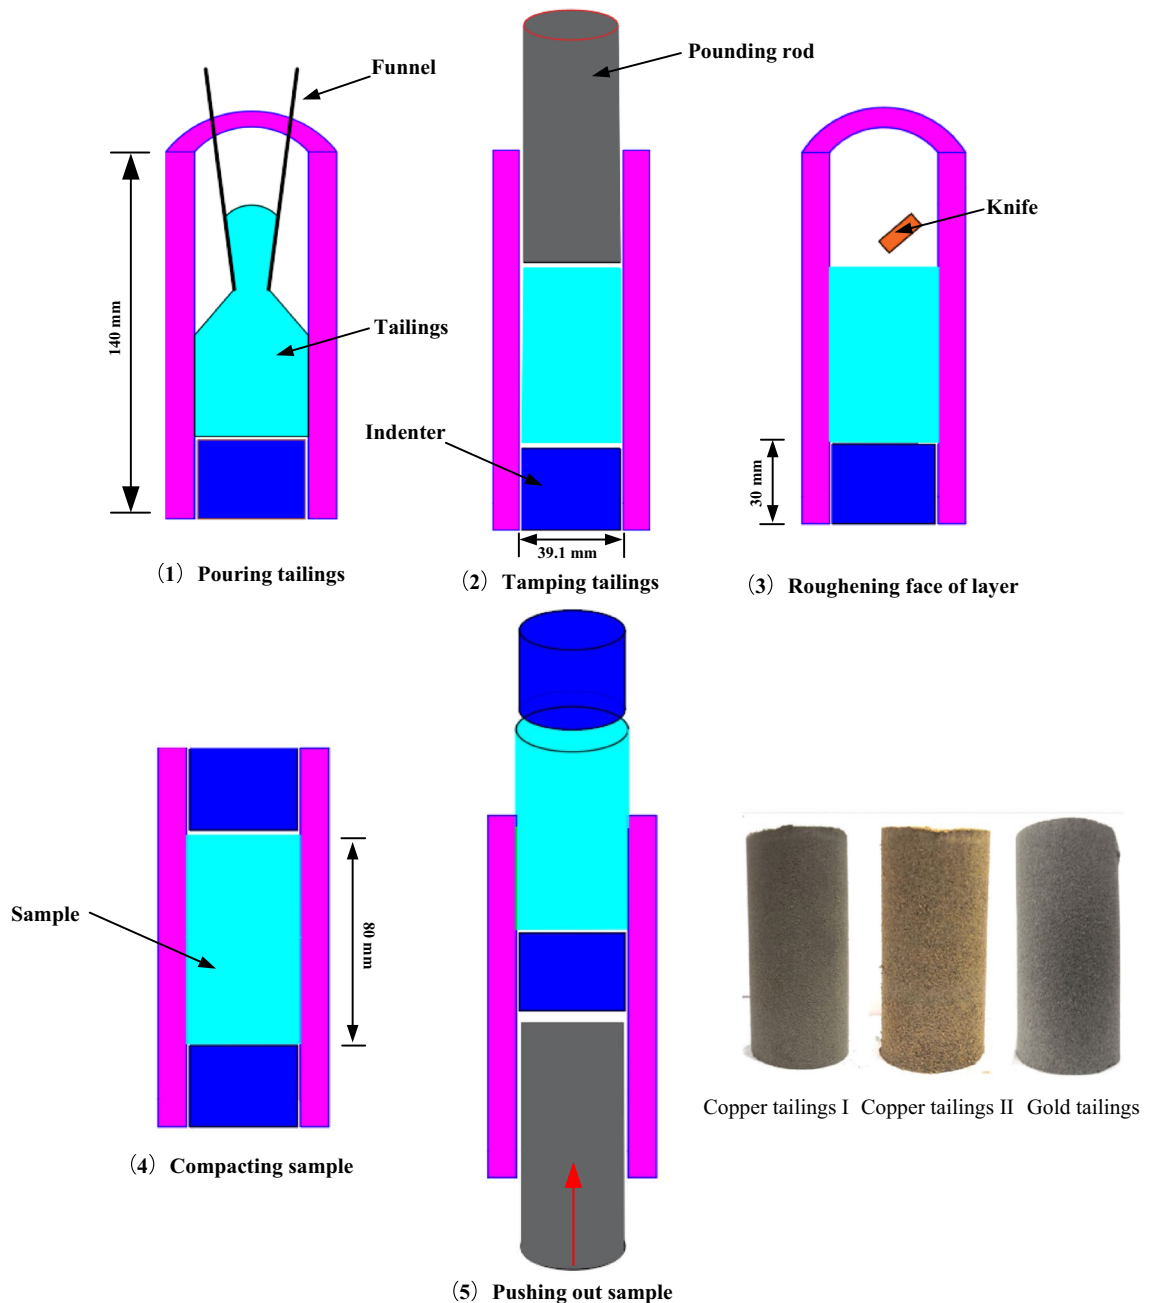 Funnel
Pounding rod
Knife
140 mm
Tailings
Indenter
30 mm
39.1 mm
(1) Pouring tailings
(2) Tamping tailings
(3) Roughening face of layer
Sample
80 mm
Copper tailings I Copper tailings II Gold tailings
(4) Compacting sample
(5) Pushing out sample